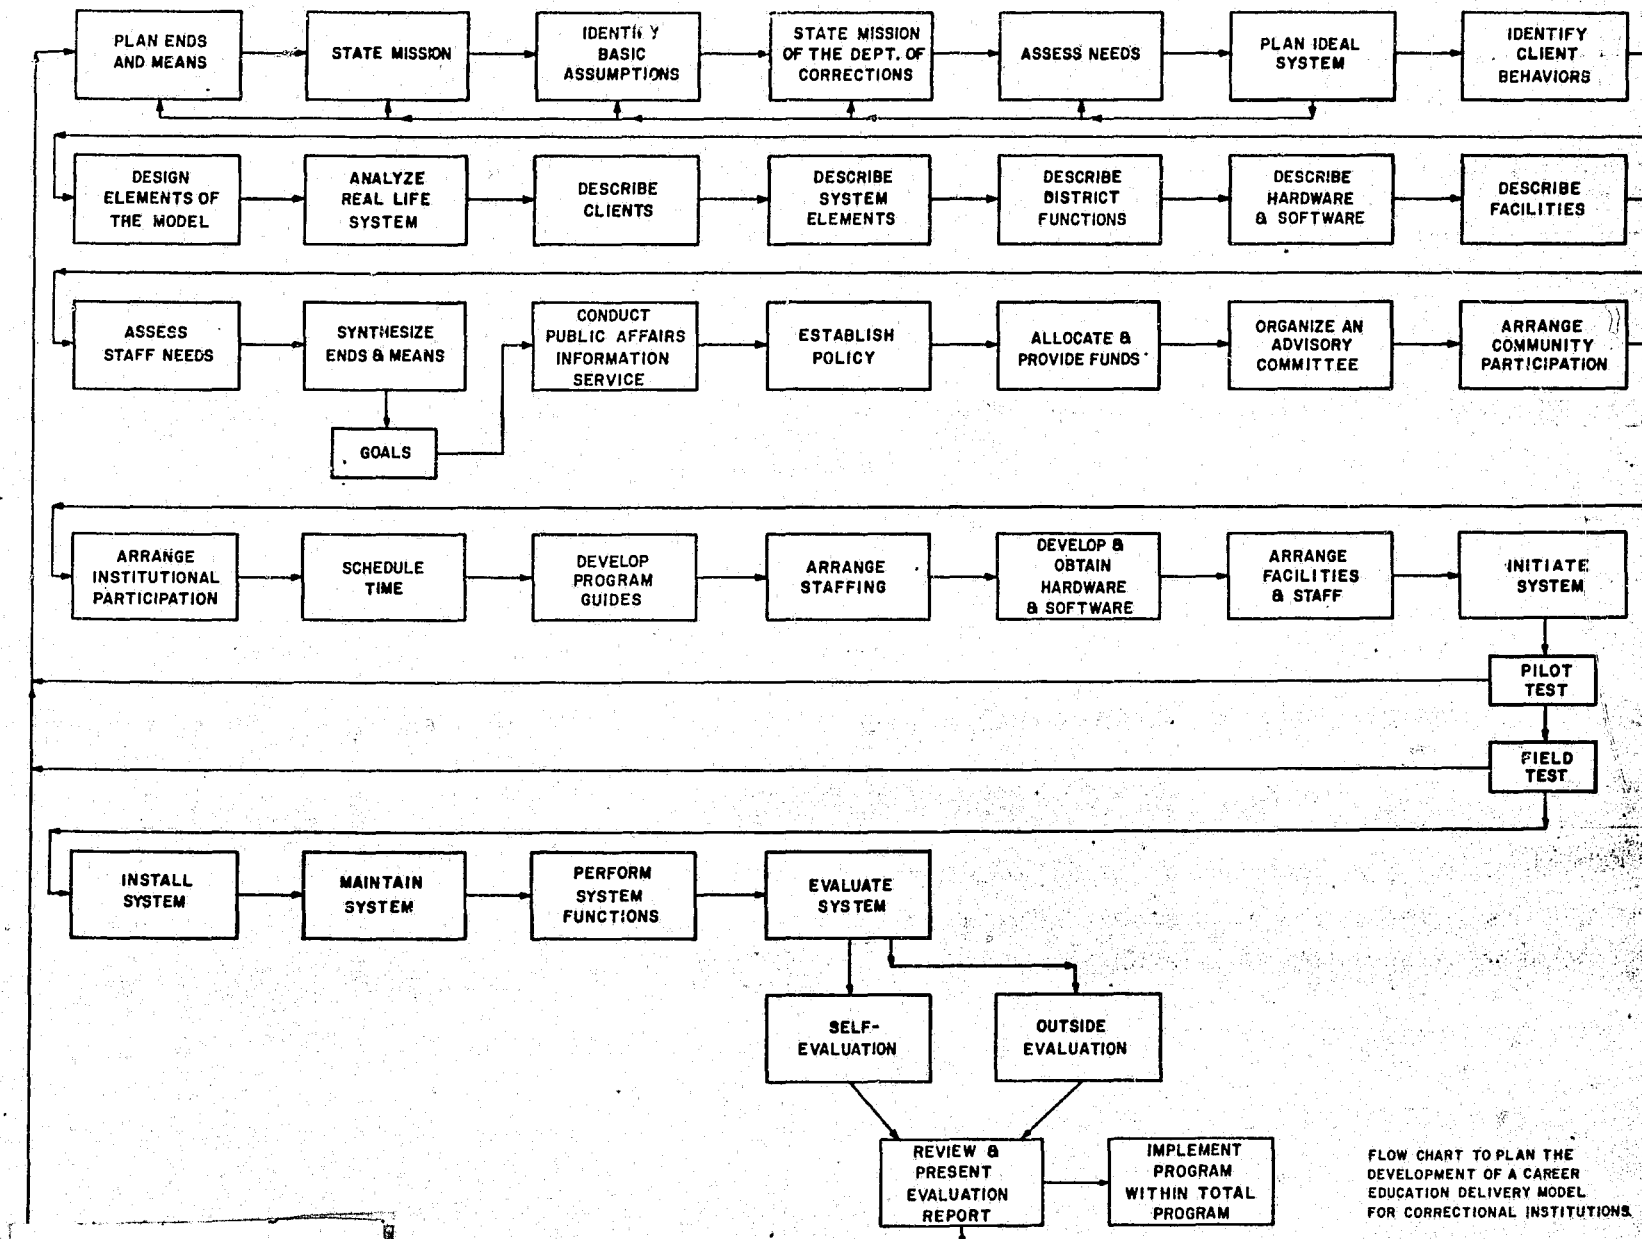 PLAN ENDS
AND MEANS
STATE MISSION
IDENTIFY
BASIC
ASSUMPTIONS
STATE MISSION
OF THE DEPT. OF
CORRECTIONS
ASSESS NEEDS
PLAN IDEAL
SYSTEM
IDENTIFY
CLIENT
BEHAVIORS
DESIGN
ELEMENTS OF
THE MODEL
ANALYZE
REAL LIFE
SYSTEM
DESCRIBE
CLIENTS
DESCRIBE
SYSTEM
ELEMENTS
DESCRIBE
DISTRICT
FUNCTIONS
DESCRIBE
HARDWARE
& SOFTWARE
DESCRIBE
FACILITIES
ASSESS
STAFF NEEDS
SYNTHESIZE
ENDS & MEANS
GOALS
CONDUCT
PUBLIC AFFAIRS
INFORMATION
SERVICE
ESTABLISH
POLICY
ALLOCATE &
PROVIDE FUNDS
ORGANIZE AN
ADVISORY
COMMITTEE
ARRANGE
COMMUNITY
PARTICIPATION
ARRANGE
INSTITUTIONAL
PARTICIPATION
SCHEDULE
TIME
DEVELOP
PROGRAM
GUIDES
ARRANGE
STAFFING
DEVELOP &
OBTAIN
HARDWARE
& SOFTWARE
ARRANGE
FACILITIES
& STAFF
INITIATE
SYSTEM
PILOT
TEST
FIELD
TEST
INSTALL
SYSTEM
MAINTAIN
SYSTEM
PERFORM
SYSTEM
FUNCTIONS
EVALUATE
SYSTEM
SELF-
EVALUATION
OUTSIDE
EVALUATION
REVIEW &
PRESENT
EVALUATION
REPORT
IMPLEMENT
PROGRAM
WITHIN TOTAL
PROGRAM
FLOW CHART TO PLAN THE
DEVELOPMENT OF A CAREER
EDUCATION DELIVERY MODEL
FOR CORRECTIONAL INSTITUTIONS